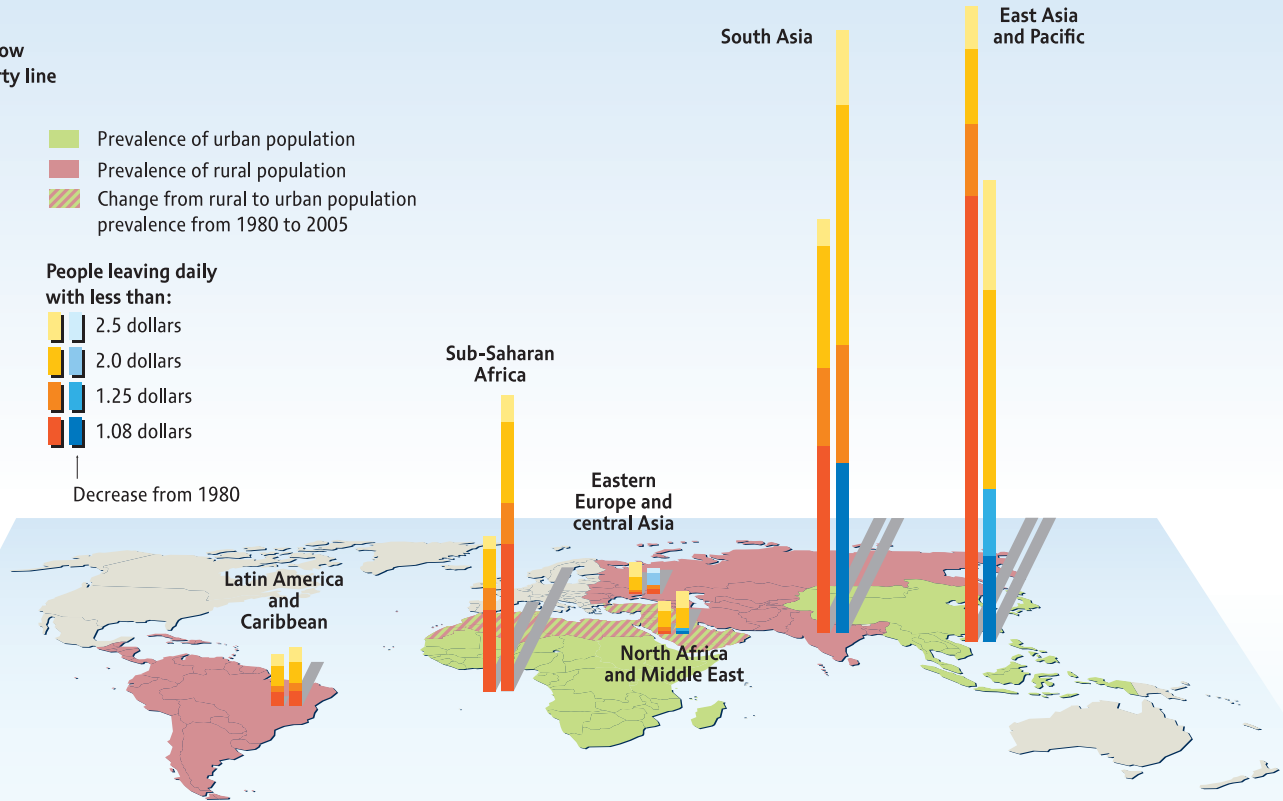 rty line
Prevalence of urban population
Prevalence of rural population
Change from rural to urban population
prevalence from 1980 to 2005
People leaving daily
with less than:
2.5 dollars
2.0 dollars
1.25 dollars
1.08 dollars
Decrease from 1980
Latin America
and
Caribbean
Sub-Saharan
Africa
Eastern
Europe and
central Asia
North Africa
and Middle East
South Asia
East Asia
and Pacific